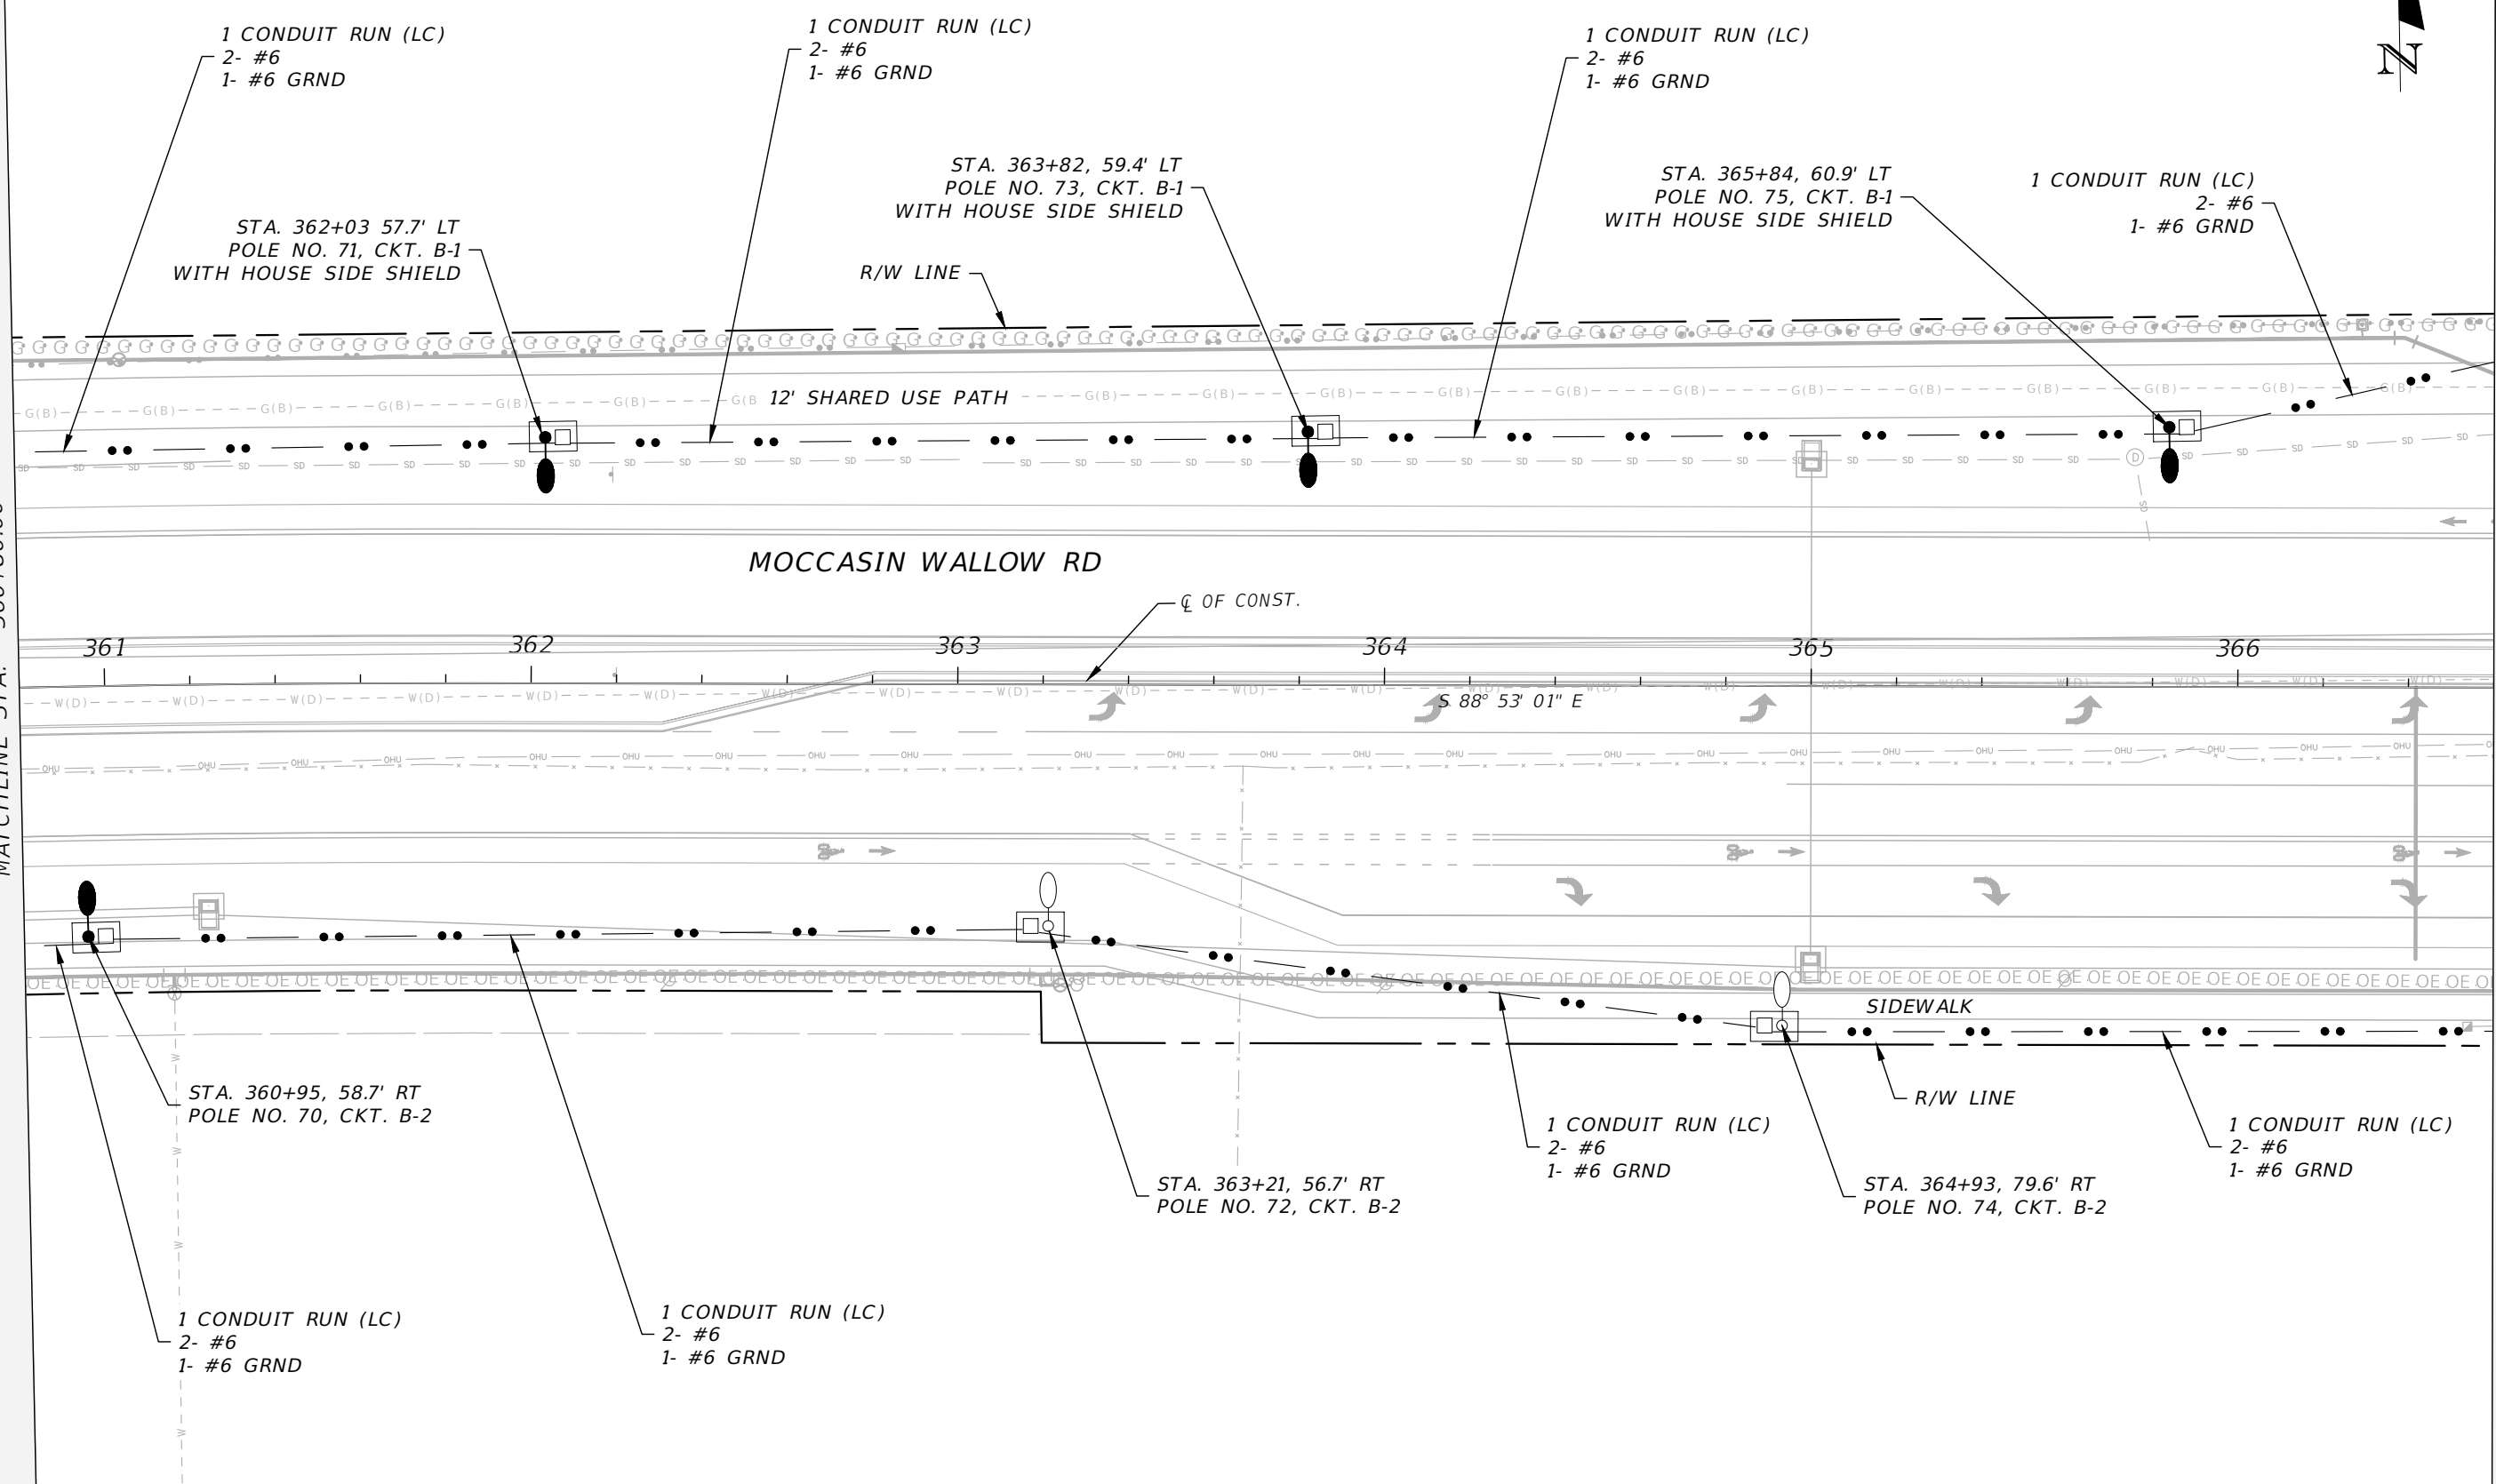 1 CONDUIT RUN (LC)
2- #6
1- #6 GRND
1 CONDUIT RUN (LC)
2- #6
1- #6 GRND
1 CONDUIT RUN (LC)
2- #6
1- #6 GRND
N
STA. 362+03 57.7' LT
POLE NO. 71, CKT. B-1
WITH HOUSE SIDE SHIELD
STA. 363+82, 59.4' LT
POLE NO. 73, CKT. B-1
WITH HOUSE SIDE SHIELD
R/W LINE
STA. 365+84, 60.9' LT
POLE NO. 75, CKT. B-1
WITH HOUSE SIDE SHIELD
1 CONDUIT RUN (LC)
2- #6
1- #6 GRND
12' SHARED USE PATH
MOCCASIN WALLOW RD
℄ OF CONST.
361 362 363 364 365 366
S 88° 53' 01" E
MATCHLINE STA.
SIDEWALK
STA. 360+95, 58.7' RT
POLE NO. 70, CKT. B-2
R/W LINE
1 CONDUIT RUN (LC)
2- #6
1- #6 GRND
1 CONDUIT RUN (LC)
2- #6
1- #6 GRND
STA. 363+21, 56.7' RT
POLE NO. 72, CKT. B-2
STA. 364+93, 79.6' RT
POLE NO. 74, CKT. B-2
1 CONDUIT RUN (LC)
2- #6
1- #6 GRND
1 CONDUIT RUN (LC)
2- #6
1- #6 GRND